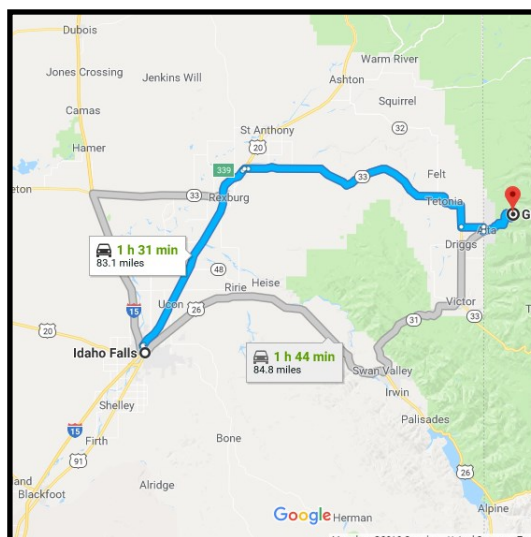 Dubois
Warm River
Jones Crossing
Jenkins Will
Ashton
Camas
Squirrel
Hamer
St Anthony
20
32
339
33
Felt
eton
33
Rexburg
Tetonia
G
Alta
1 h 31 min
83.1 miles
Driggs
48
Heise
Ririe
Ucon
26
Victor
15
31
33
20
Idaho Falls
1 h 44 min
84.8 miles
Swan Valley
Irwin
Shelley
Palisades
15
Firth
Bone
91
26
land
Blackfoot
Alridge
Alpine
Google
Herman